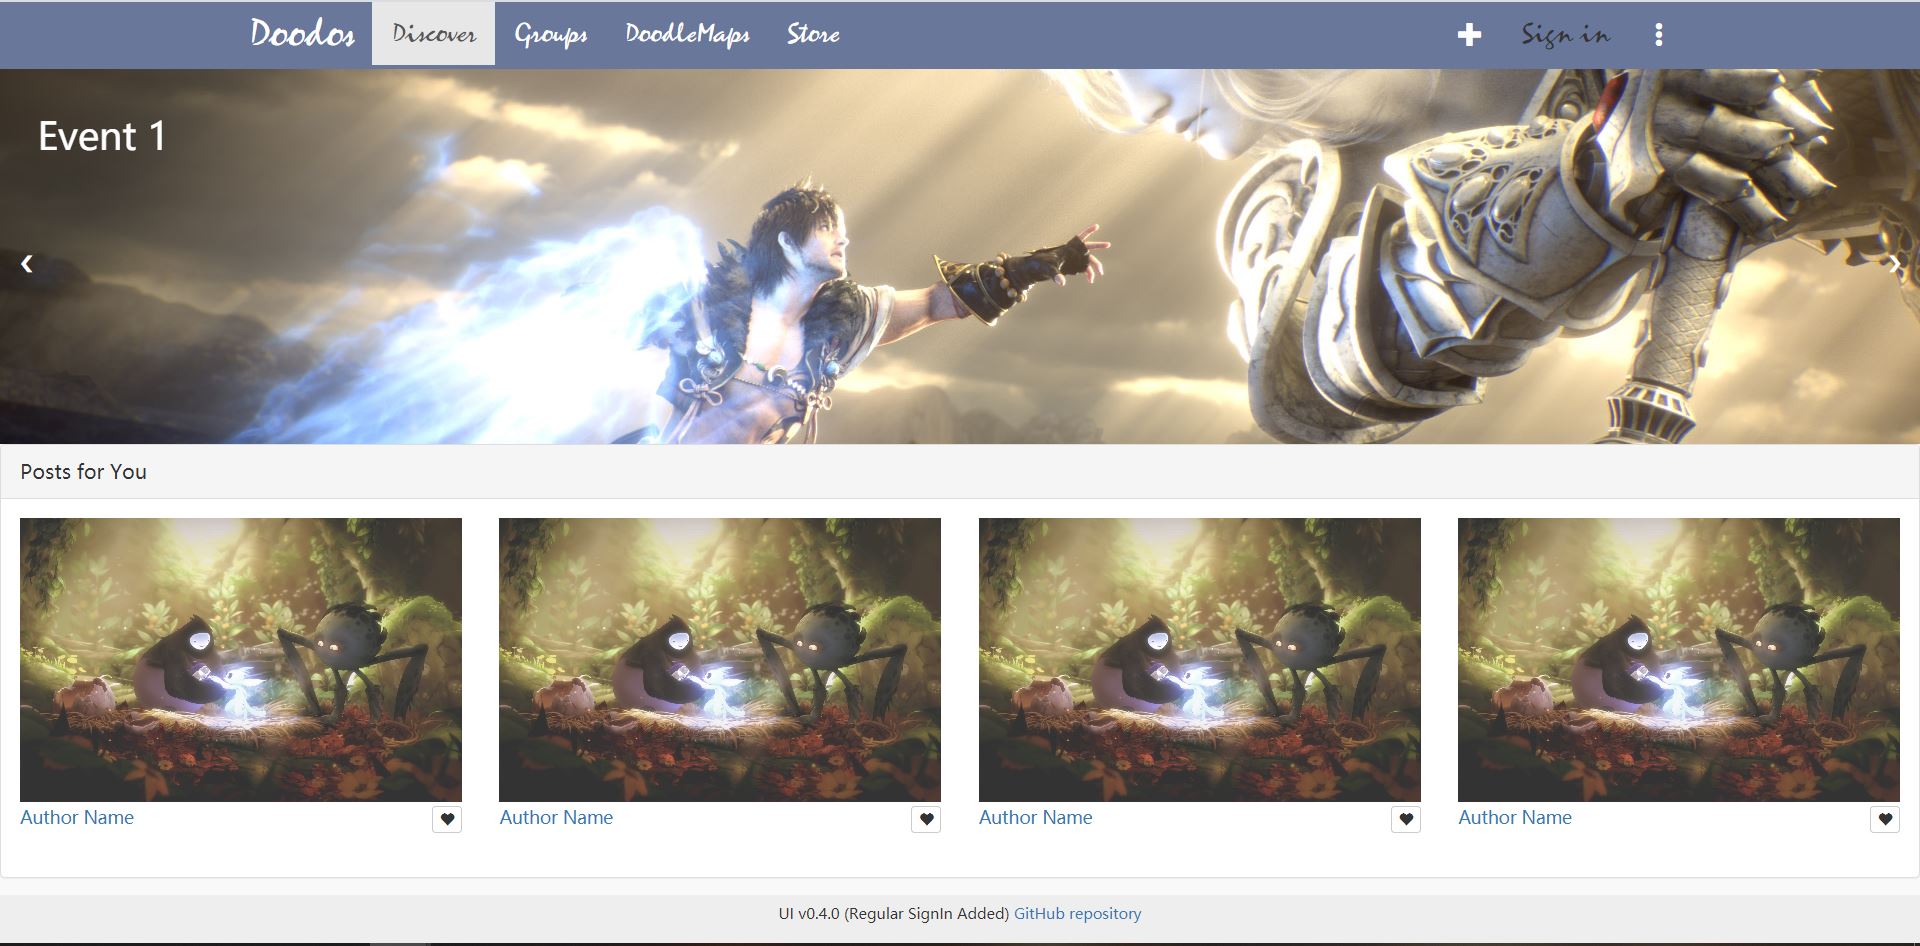 Doodos Discover Groups DoodleMaps Store Sign in
Event 1
Posts for You
Author Name Author Name Author Name Author Name
UI v0.4.0 (Regular SignIn Added) GitHub repository